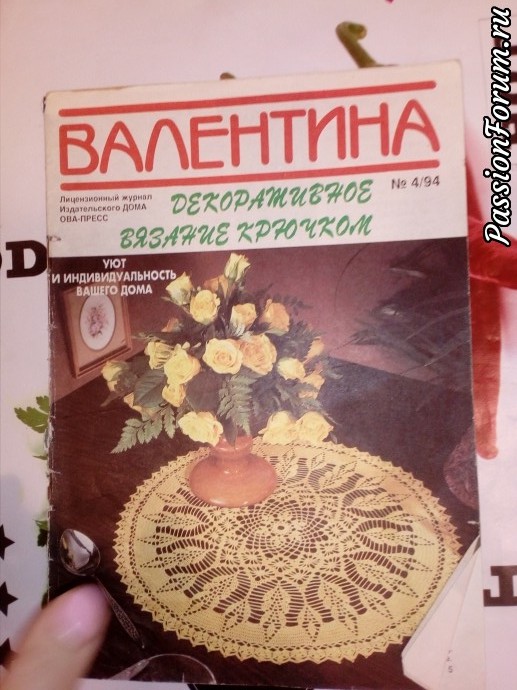 PassionForum.ru
ВАЛЕНТИНА
Лицензионный журнал
Издательского ДОМА
ОВА-ПРЕСС
№ 4/94
ДЕКОРАТИВНОЕ
ВЯЗАНИЕ КРЮЧКОМ
УЮТ
И ИНДИВИДУАЛЬНОСТЬ
ВАШЕГО ДОМА